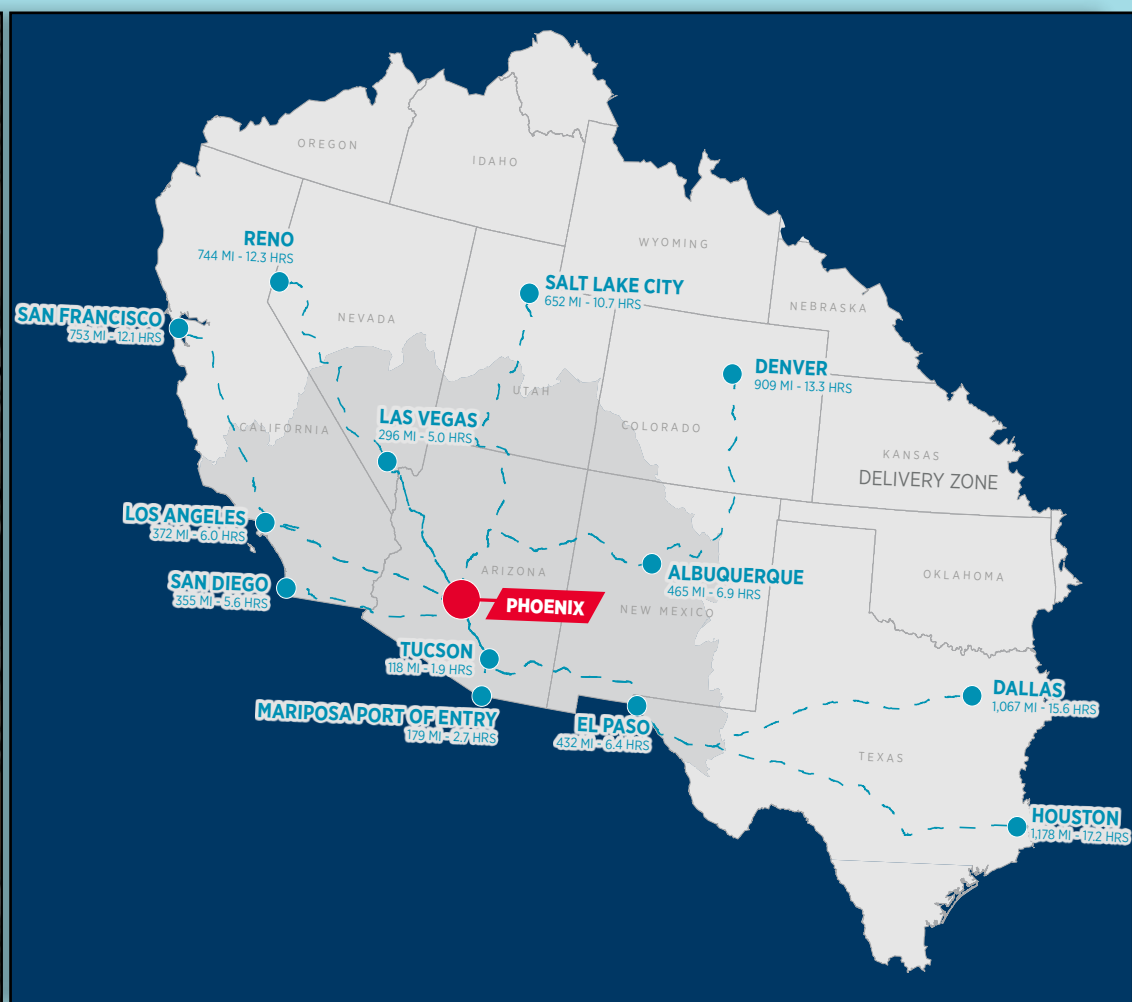 OREGON
IDAHO
WYOMING
RENO
744 MI - 12.3 HRS
SALT LAKE CITY
652 MI - 10.7 HRS
NEBRASKA
NEVADA
SAN FRANCISCO
753 MI - 12.1 HRS
DENVER
909 MI - 13.3 HRS
UTAH
LAS VEGAS
296 MI - 5.0 HRS
CALIFORNIA
COLORADO
KANSAS
DELIVERY ZONE
LOS ANGELES
372 MI - 6.0 HRS
ARIZONA
ALBUQUERQUE
465 MI - 6.9 HRS
OKLAHOMA
SAN DIEGO
355 MI - 5.6 HRS
PHOENIX
NEW MEXICO
TUCSON
118 MI - 1.9 HRS
DALLAS
1,067 MI - 15.6 HRS
MARIPOSA PORT OF ENTRY
179 MI - 2.7 HRS
EL PASO
432 MI - 6.4 HRS
TEXAS
HOUSTON
1,178 MI - 17.2 HRS